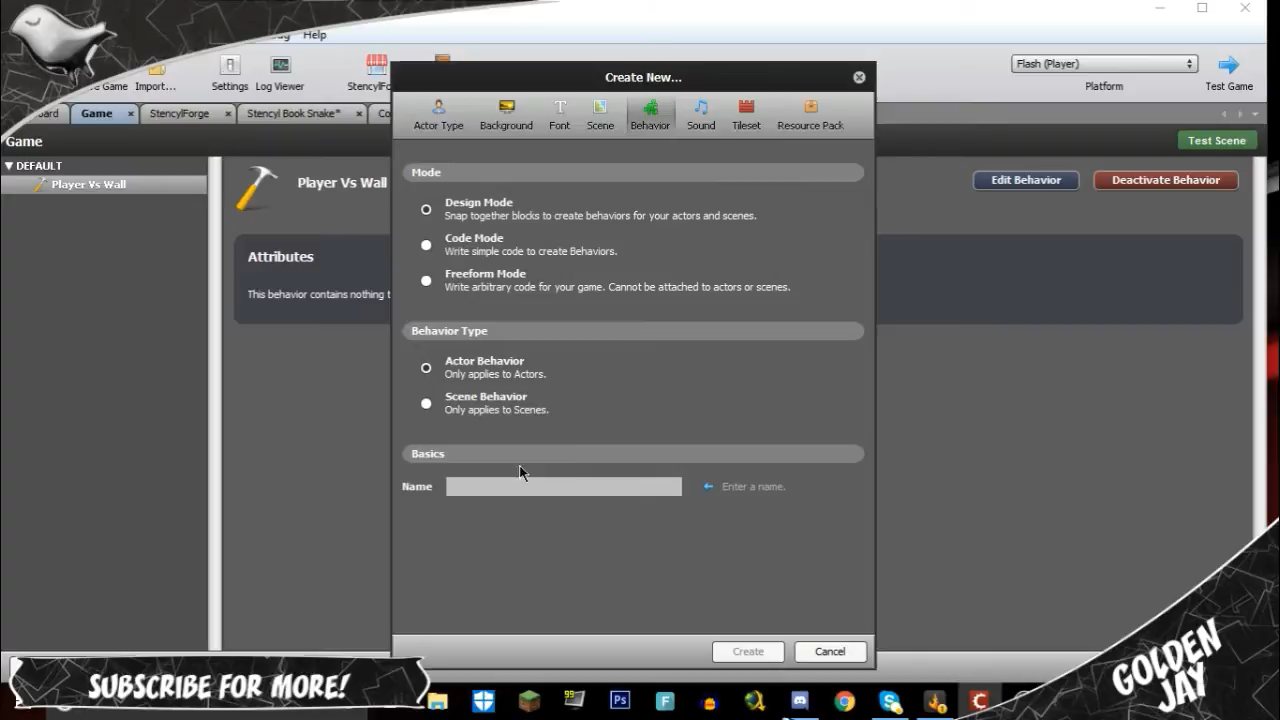 Help
Create New...
Game
Import...
Settings
Log Viewer
Flash (Player)
Platform
Test Game
Actor Type
Background
Font
Scene
Behavior
Sound
Tileset
Resource Pack
Game
StencylForge
Stencyl Book Snake*
Game
Test Scene
DEFAULT
Player Vs Wall
Player Vs Wall
Edit Behavior
Deactivate Behavior
Attributes
This behavior contains nothing
Mode
Design Mode
Snap together blocks to create behaviors for your actors and scenes.
Code Mode
Write simple code to create Behaviors.
Freeform Mode
Write arbitrary code for your game. Cannot be attached to actors or scenes.
Behavior Type
Actor Behavior
Only applies to Actors.
Scene Behavior
Only applies to Scenes.
Basics
Name
Enter a name.
Create
Cancel
SUBSCRIBE FOR MORE!
99
Ps
GOLDEN
JAY